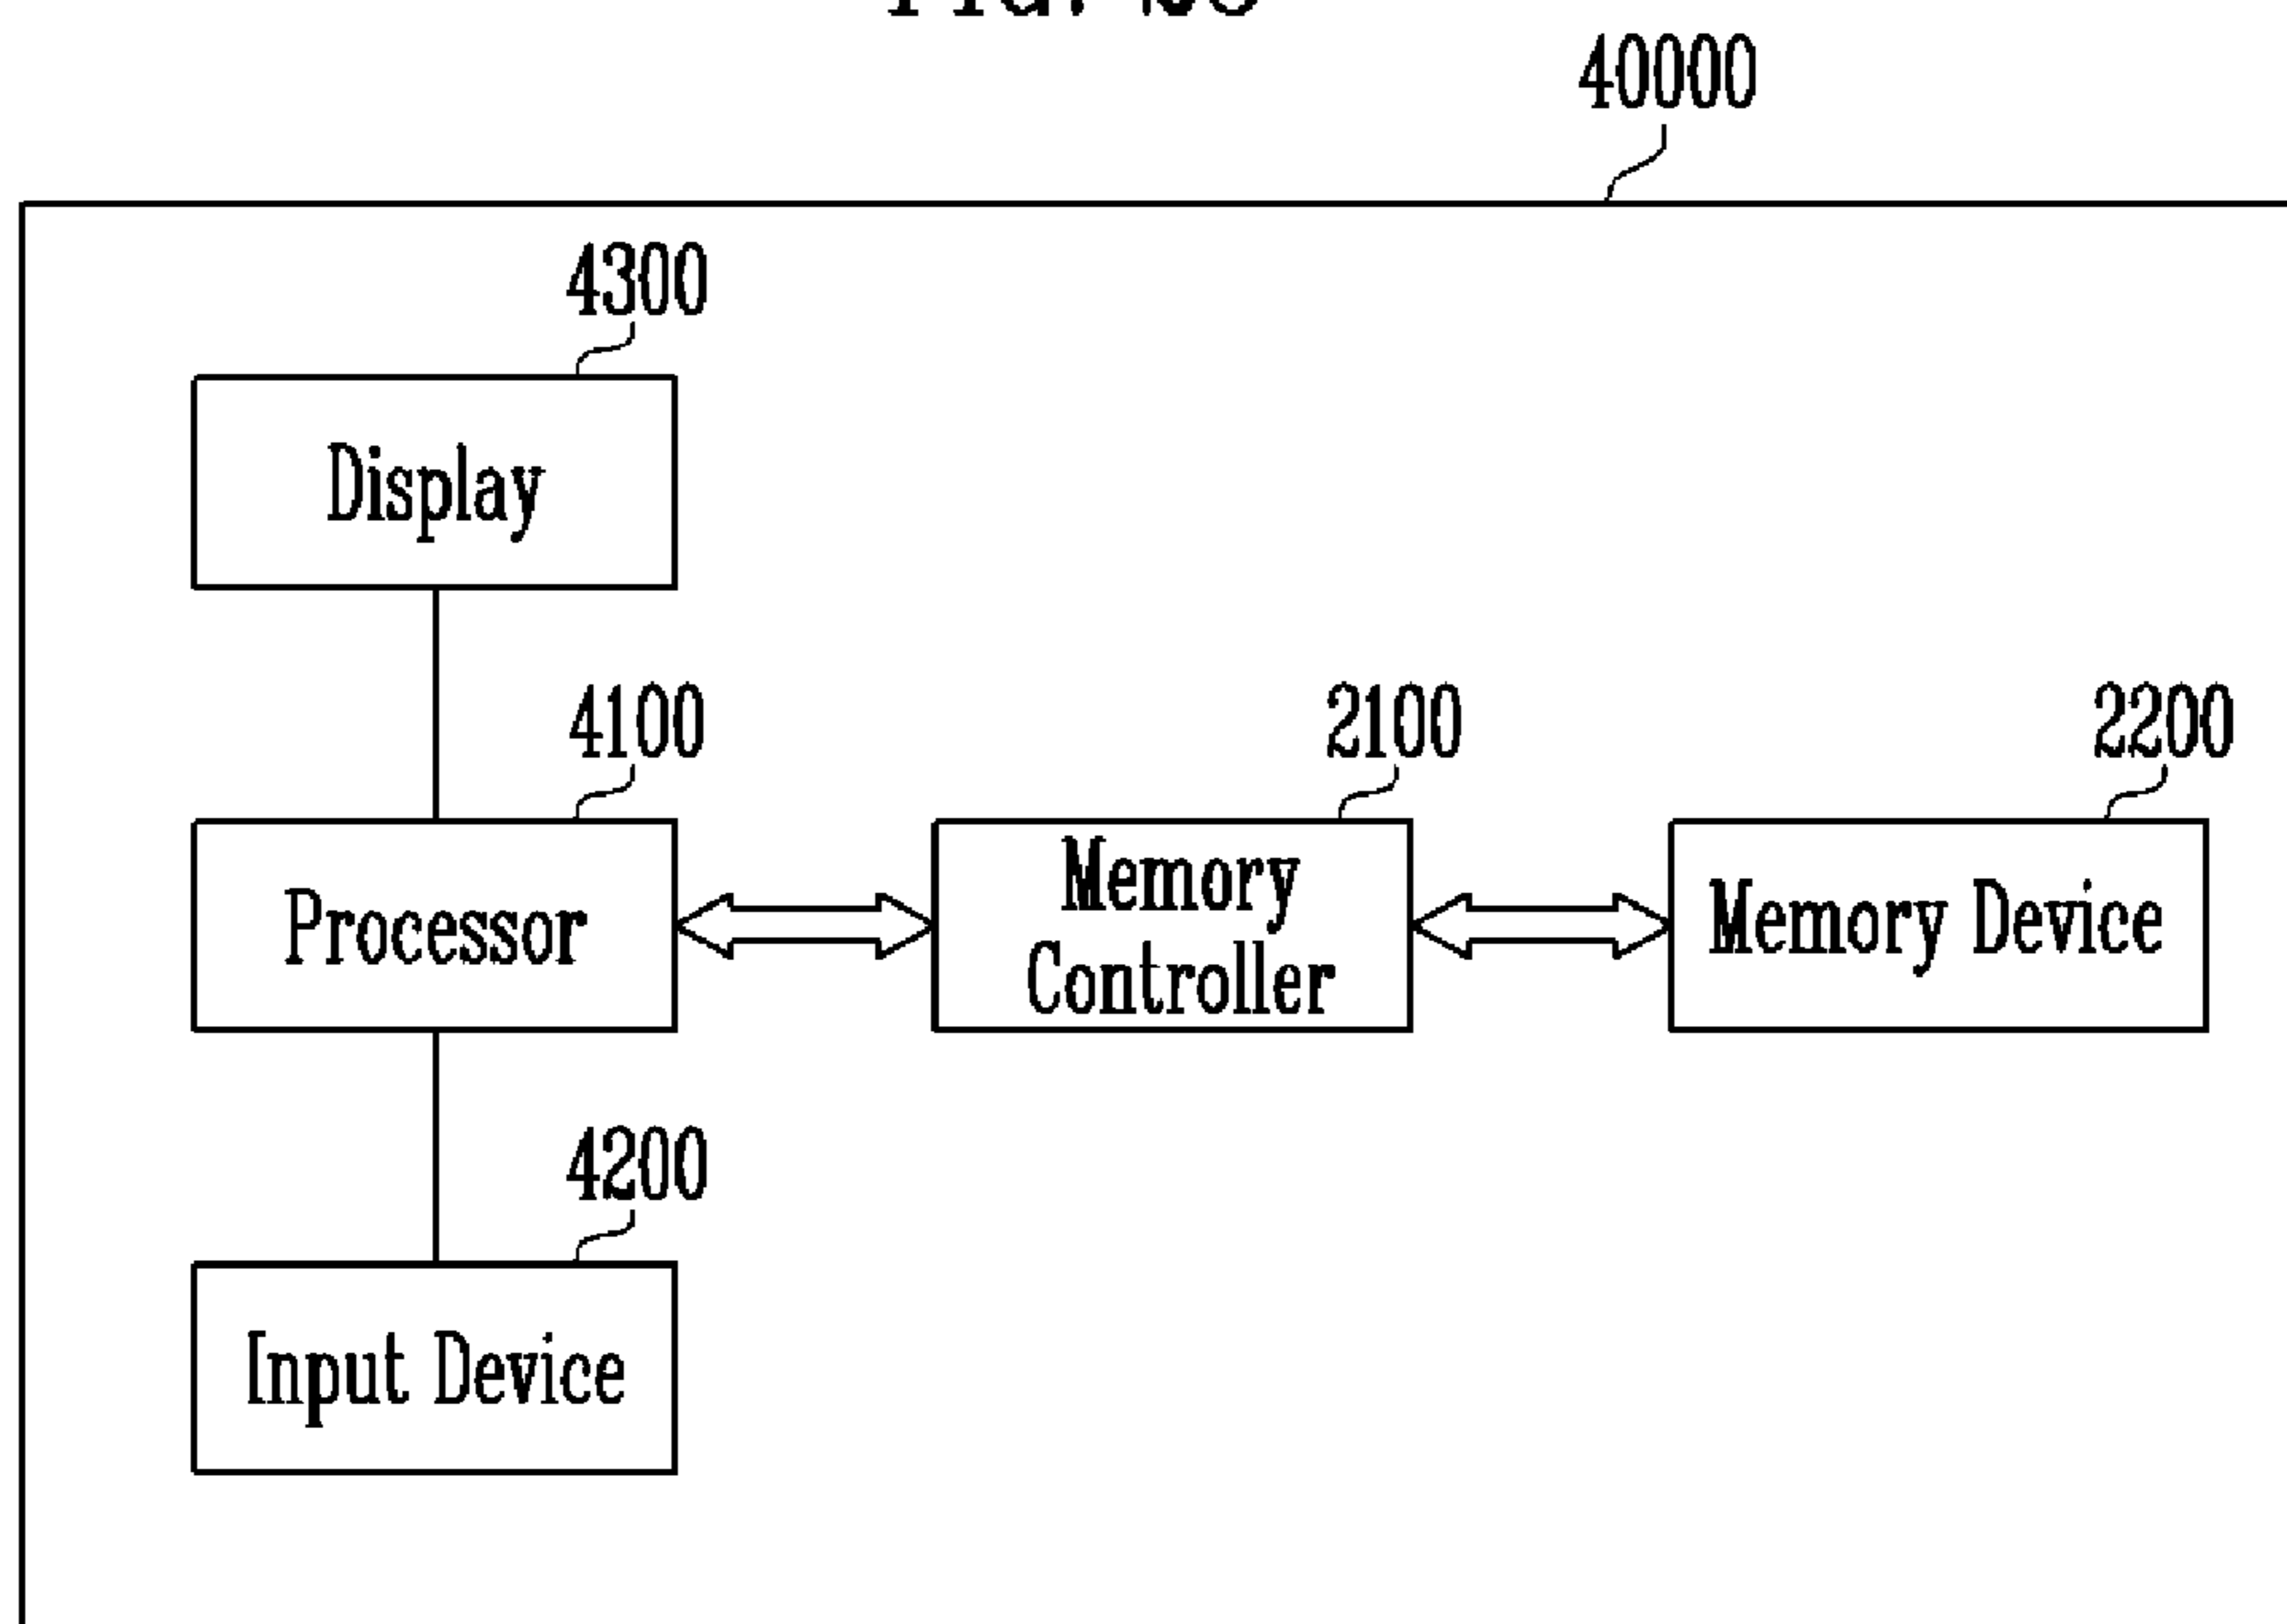 40000
4300
Display
4100
2100
2200
Processor
Memory
Controller
Memory Device
4200
Input Device